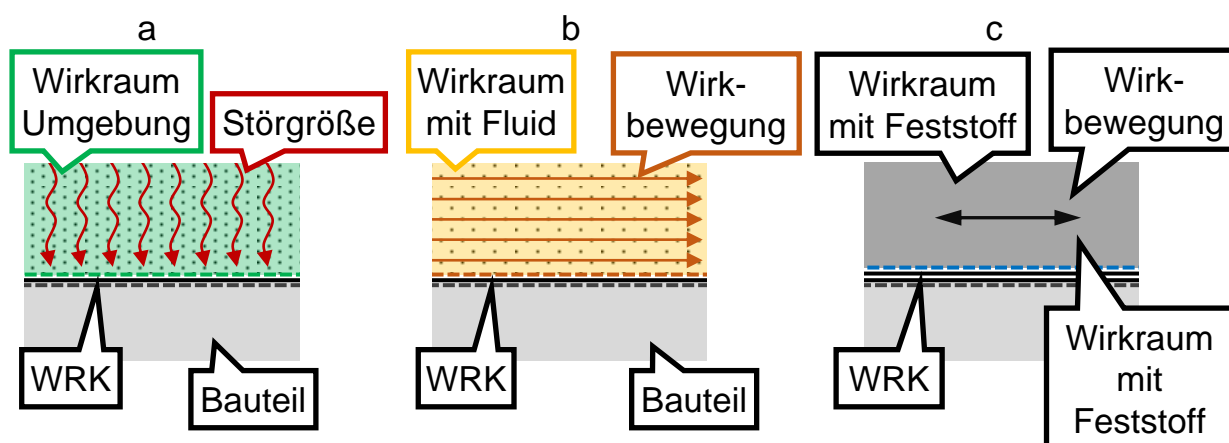 a
Wirkraum
Umgebung
Störgröße
WRK
Bauteil
b
Wirkraum
mit Fluid
Wirk-
bewegung
WRK
Bauteil
c
Wirkraum
mit Feststoff
Wirk-
bewegung
WRK
Wirkraum
mit
Feststoff